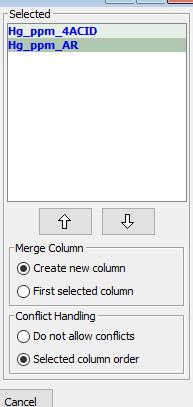 Selected
Hg_ppm_4ACID
Hg_ppm_AR
Merge Column
Create new column
First selected column
Conflict Handling
Do not allow conflicts
Selected column order
Cancel